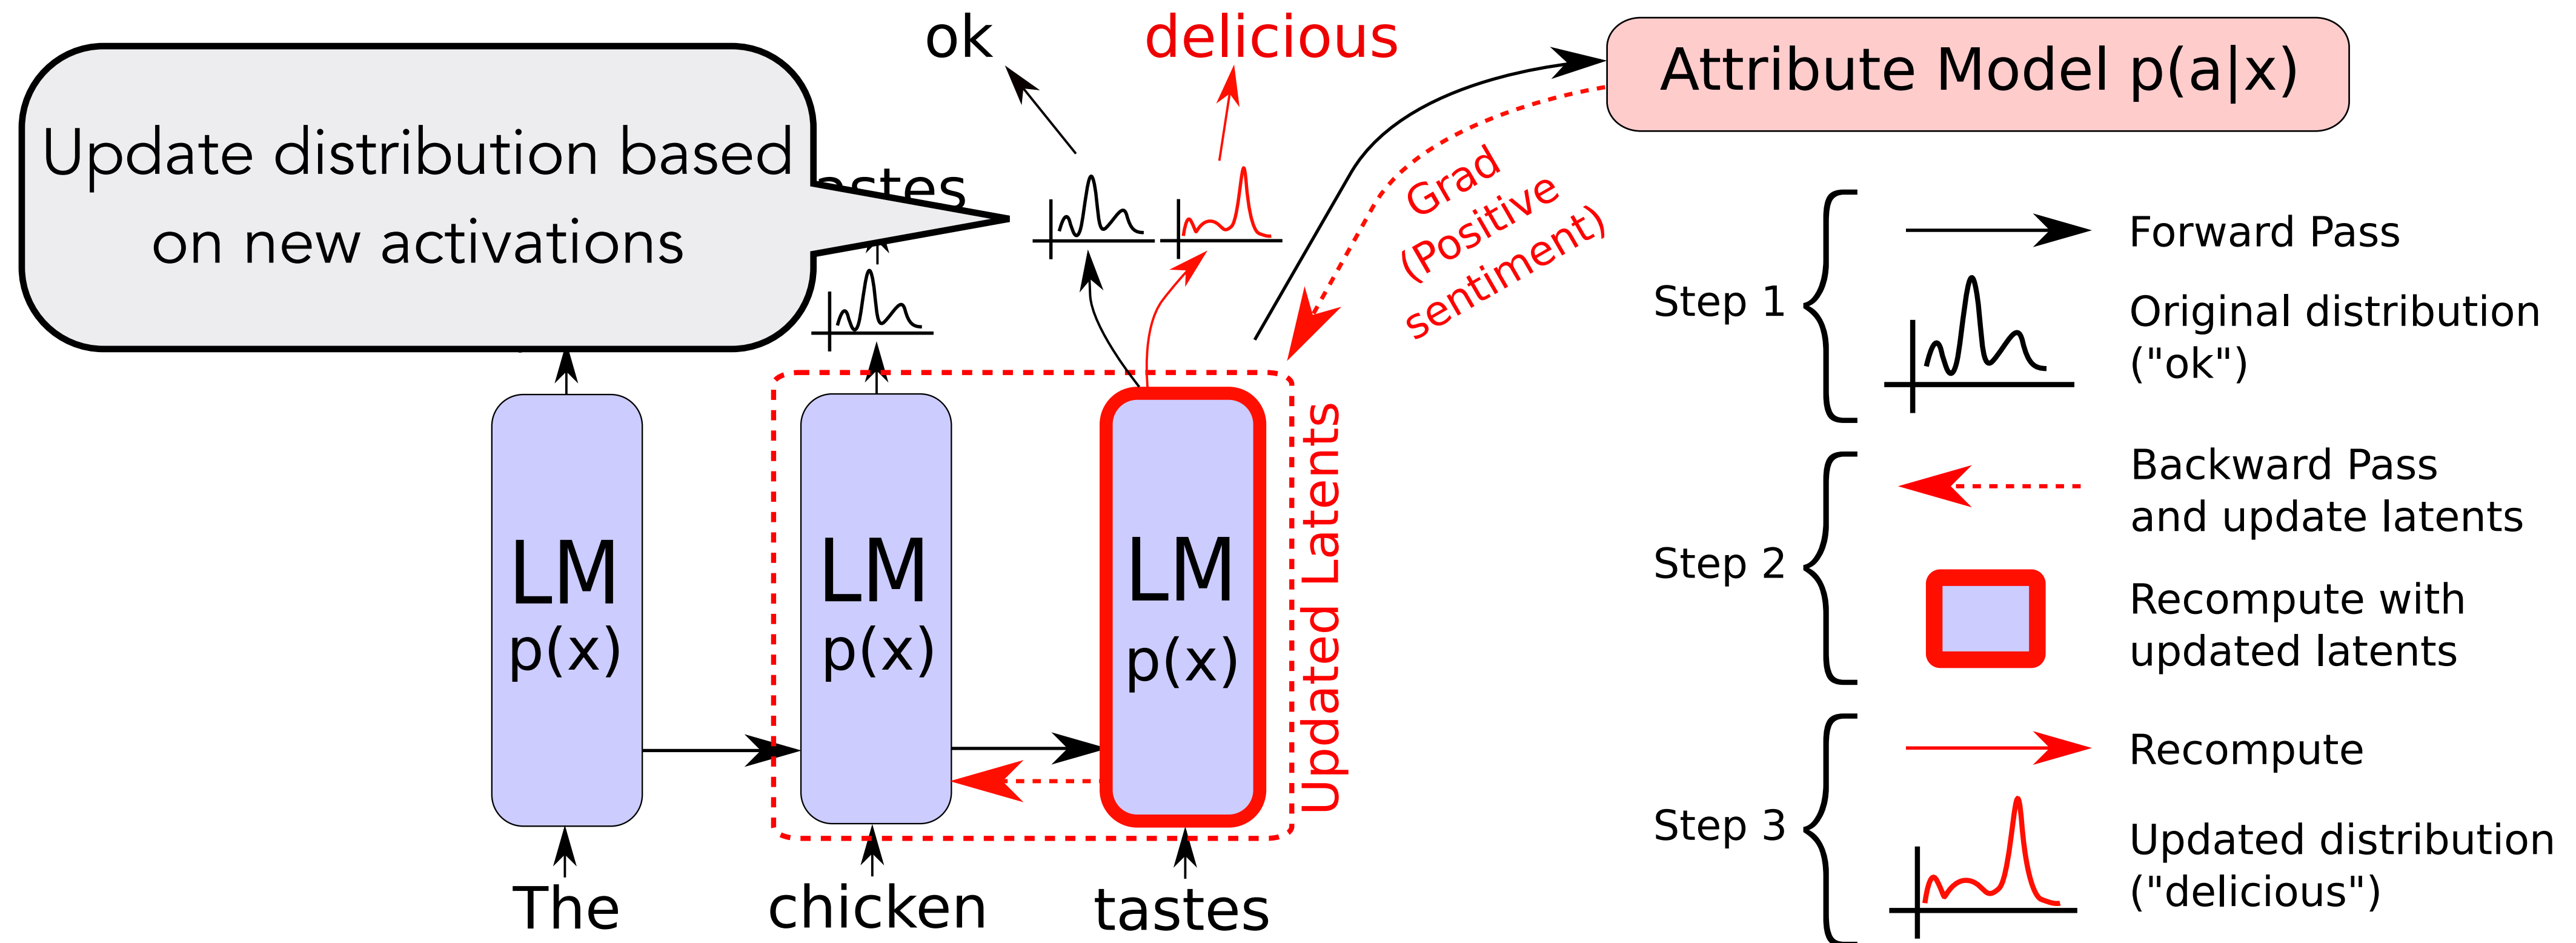 ok
delicious
Attribute Model p(a|x)
Update distribution based
on new activations
Grad
(Positive
sentiment)
Updated Latents
LM
p(x)
LM
p(x)
LM
p(x)
The
chicken
tastes
Step 1
Forward Pass
Original distribution
("ok")
Step 2
Backward Pass
and update latents
Recompute with
updated latents
Step 3
Recompute
Updated distribution
("delicious")